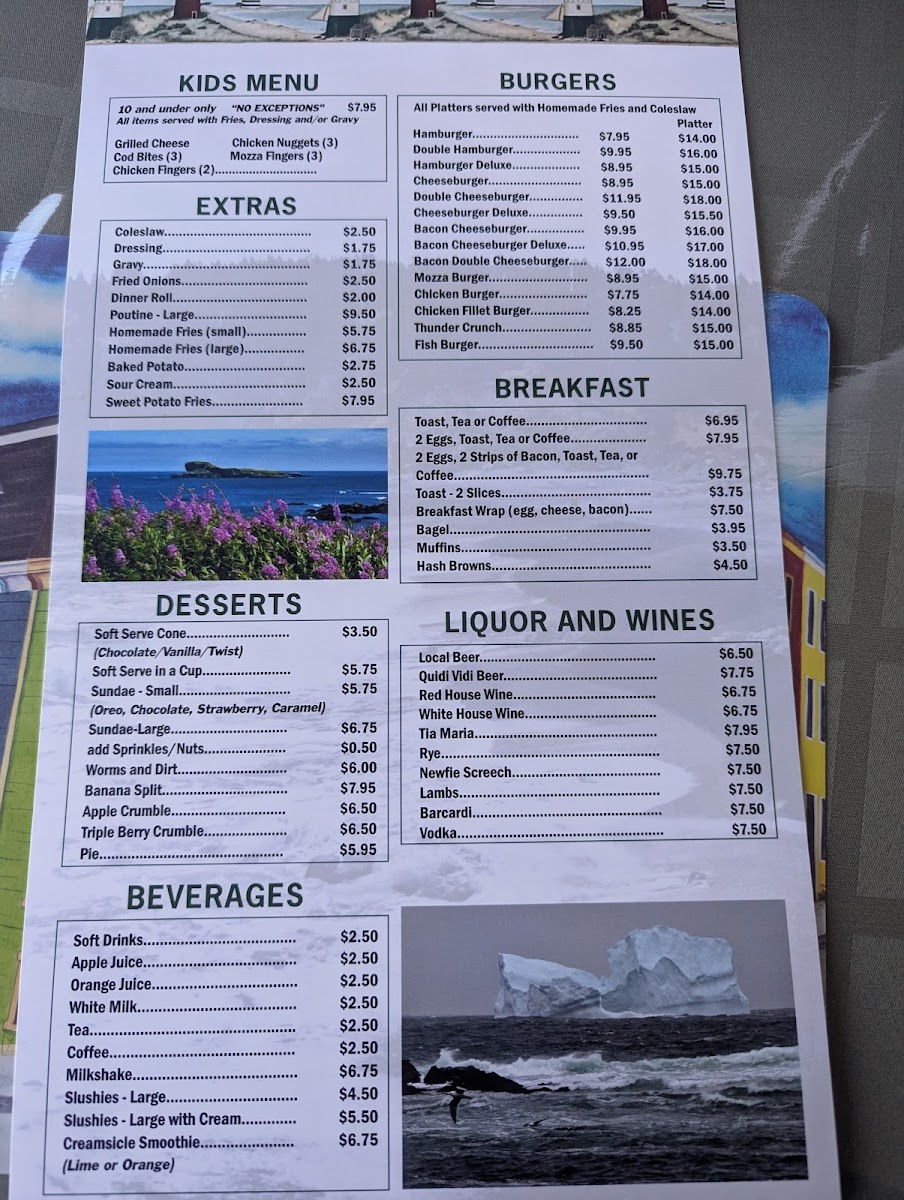 KIDS MENU
10 and under only "NO EXCEPTIONS" $7.95
All items served with Fries, Dressing and/or Gravy
Grilled Cheese Chicken Nuggets (3)
Cod Bites (3) Mozza Fingers (3)
Chicken Fingers (2)..............................
EXTRAS
Coleslaw.......................................... $2.50
Dressing........................................... $1.75
Gravy................................................ $1.75
Fried Onions..................................... $2.50
Dinner Roll....................................... $2.00
Poutine - Large................................. $9.50
Homemade Fries (small)................. $5.75
Homemade Fries (large)................. $6.75
Baked Potato................................... $2.75
Sour Cream...................................... $2.50
Sweet Potato Fries.......................... $7.95
DESSERTS
Soft Serve Cone............................ $3.50
(Chocolate/Vanilla/Twist)
Soft Serve in a Cup........................ $5.75
Sundae - Small.............................. $5.75
(Oreo, Chocolate, Strawberry, Caramel)
Sundae-Large................................ $6.75
add Sprinkles/Nuts...................... $0.50
Worms and Dirt............................. $6.00
Banana Split.................................. $7.95
Apple Crumble............................... $6.50
Triple Berry Crumble...................... $6.50
Pie................................................. $5.95
BEVERAGES
Soft Drinks...................................... $2.50
Apple Juice...................................... $2.50
Orange Juice.................................... $2.50
White Milk........................................ $2.50
Tea.................................................... $2.50
Coffee............................................... $2.50
Milkshake......................................... $6.75
Slushies - Large................................ $4.50
Slushies - Large with Cream............. $5.50
Creamsicle Smoothie....................... $6.75
(Lime or Orange)
BURGERS
All Platters served with Homemade Fries and Coleslaw
Platter
Hamburger............................. $7.95 $14.00
Double Hamburger................... $9.95 $16.00
Hamburger Deluxe................... $8.95 $15.00
Cheeseburger.......................... $8.95 $15.00
Double Cheeseburger............... $11.95 $18.00
Cheeseburger Deluxe............... $9.50 $15.50
Bacon Cheeseburger................ $9.95 $16.00
Bacon Cheeseburger Deluxe..... $10.95 $17.00
Bacon Double Cheeseburger..... $12.00 $18.00
Mozza Burger........................... $8.95 $15.00
Chicken Burger......................... $7.75 $14.00
Chicken Fillet Burger................. $8.25 $14.00
Thunder Crunch......................... $8.85 $15.00
Fish Burger................................ $9.50 $15.00
BREAKFAST
Toast, Tea or Coffee.................................. $6.95
2 Eggs, Toast, Tea or Coffee..................... $7.95
2 Eggs, 2 Strips of Bacon, Toast, Tea, or
Coffee...................................................... $9.75
Toast - 2 Slices.......................................... $3.75
Breakfast Wrap (egg, cheese, bacon)...... $7.50
Bagel........................................................ $3.95
Muffins..................................................... $3.50
Hash Browns............................................ $4.50
LIQUOR AND WINES
Local Beer................................................ $6.50
Quidi Vidi Beer.......................................... $7.75
Red House Wine....................................... $6.75
White House Wine.................................... $6.75
Tia Maria................................................... $7.95
Rye............................................................ $7.50
Newfie Screech......................................... $7.50
Lambs....................................................... $7.50
Barcardi.................................................... $7.50
Vodka........................................................ $7.50